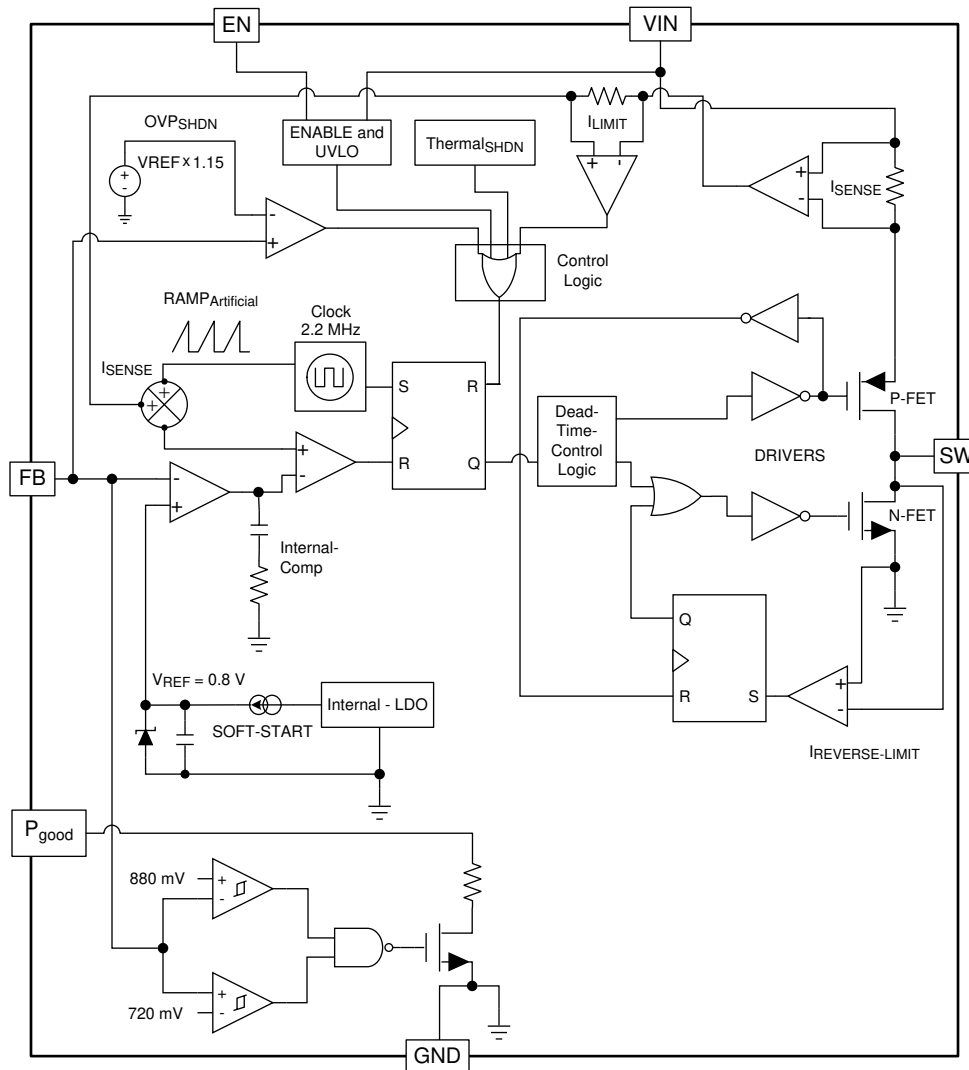 EN
VIN
OVPSHDN
VREF x 1.15
+
-
ENABLE and
UVLO
ThermalSHDN
ILIMIT
+
-
+
-
ISENSE
-
+
Control
Logic
RAMPArtificial
Clock
2.2 MHz
ISENSE
+
+
S
R
R
Q
+
-
Dead-
Time-
Control
Logic
P-FET
DRIVERS
SW
FB
-
+
N-FET
Internal-
Comp
Q
R
S
+
-
IREVERSE-LIMIT
VREF = 0.8 V
SOFT-START
Internal - LDO
Pgood
880 mV
+
-
+
-
720 mV
GND